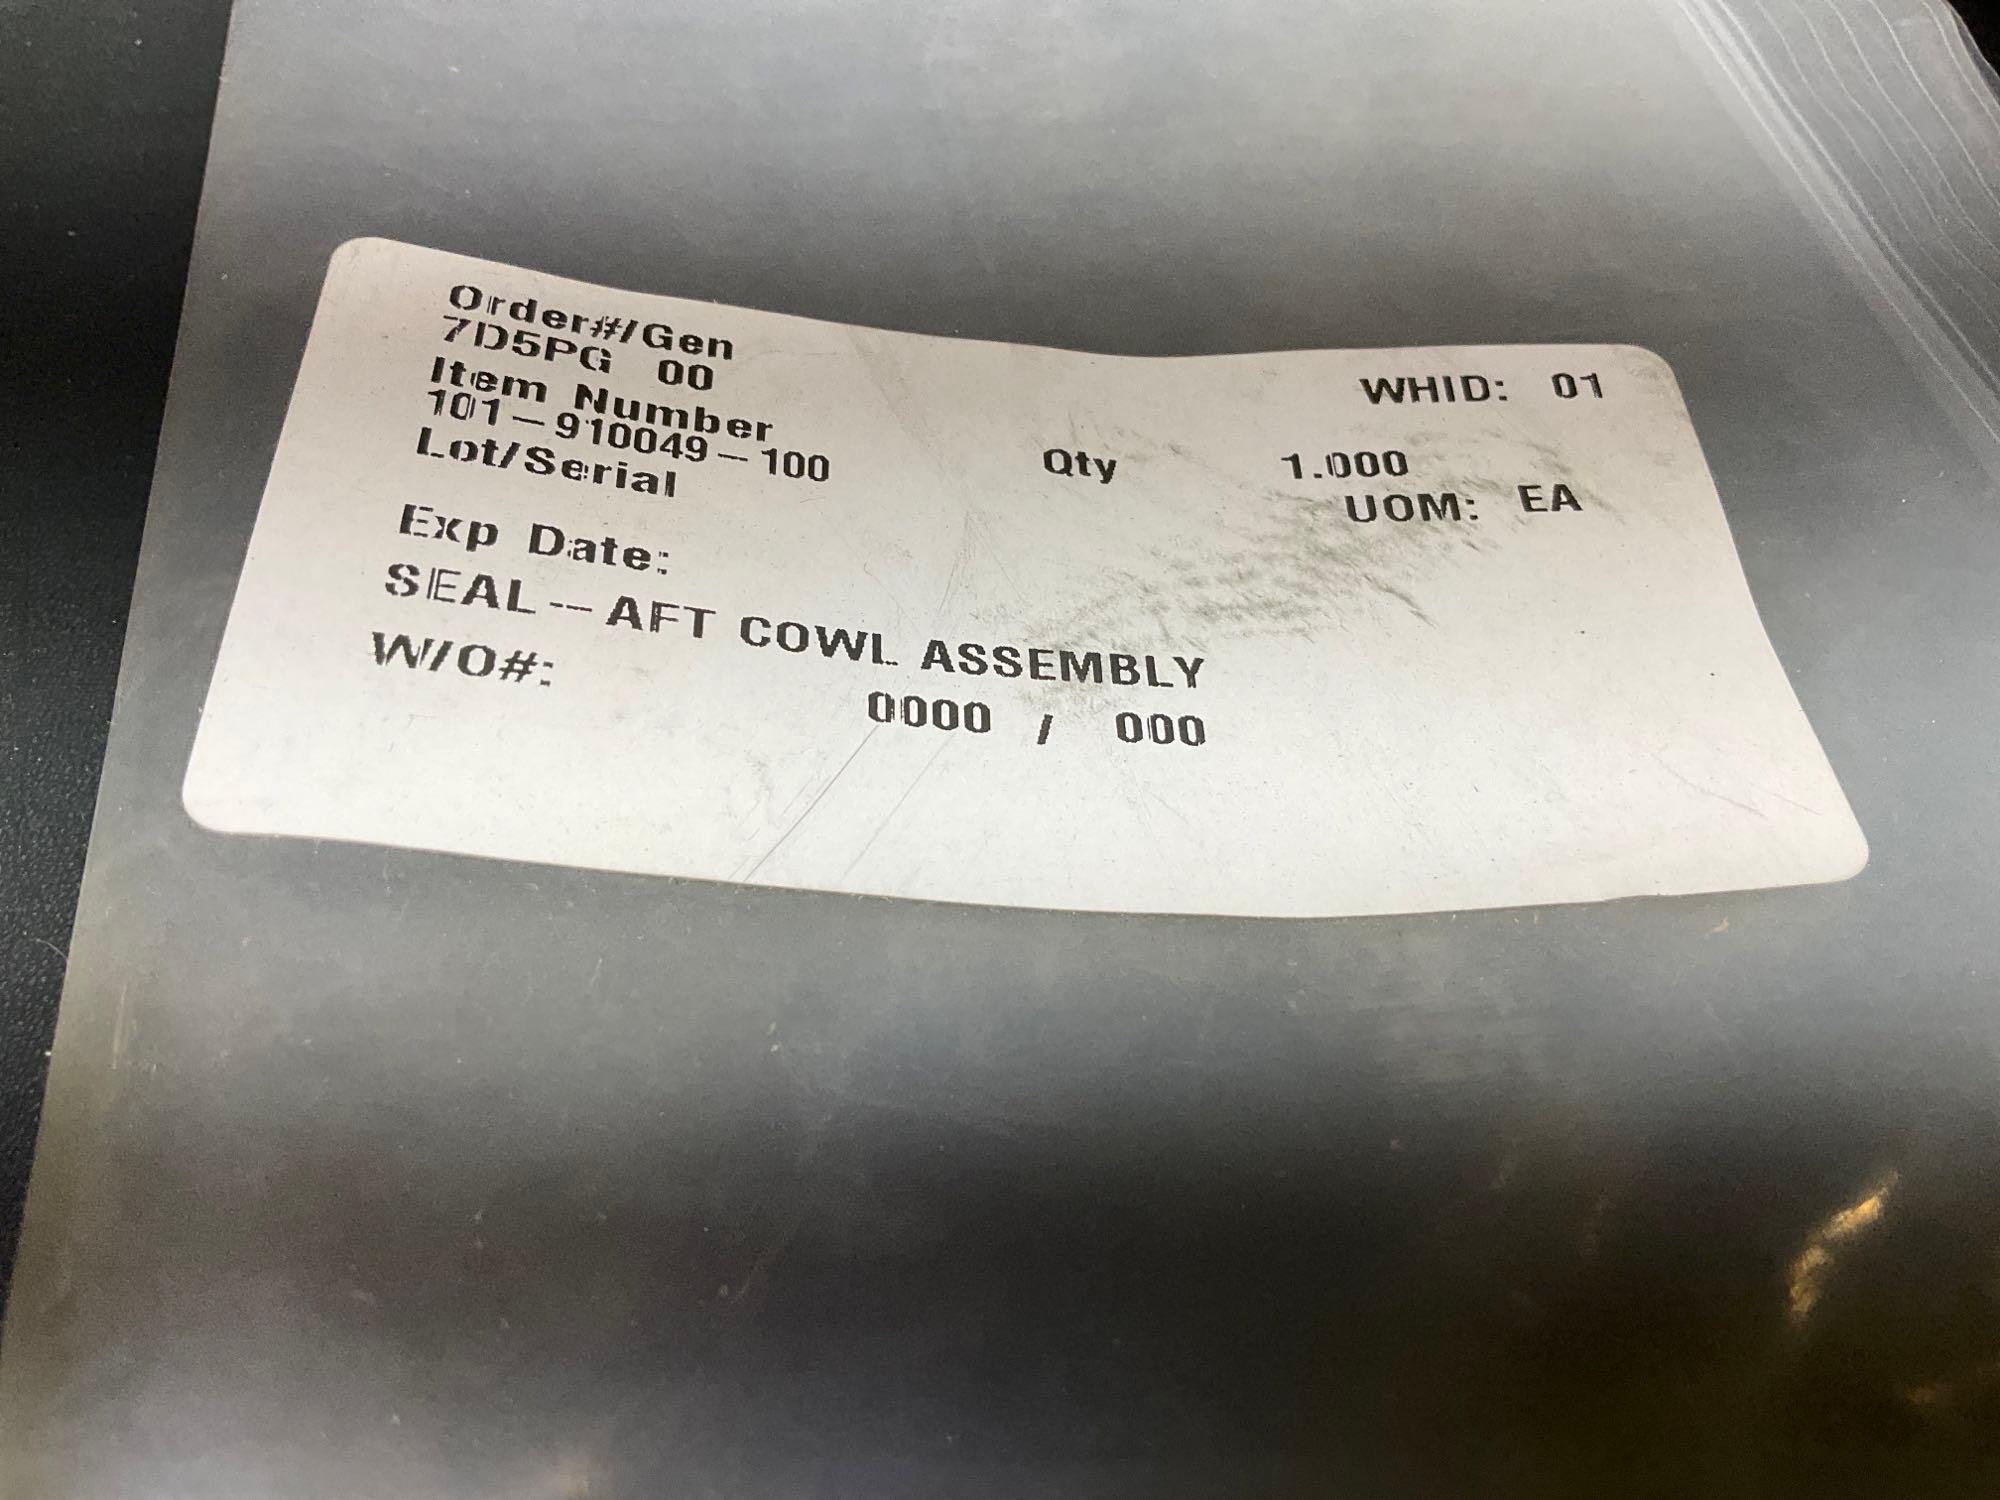 Order#/Gen
7D5PG 00 WHID: 01
Item Number
101-910049-100 Qty 1.000
Lot/Serial UOM: EA
Exp Date:
SEAL--AFT COWL ASSEMBLY
W/O#: 0000 / 000